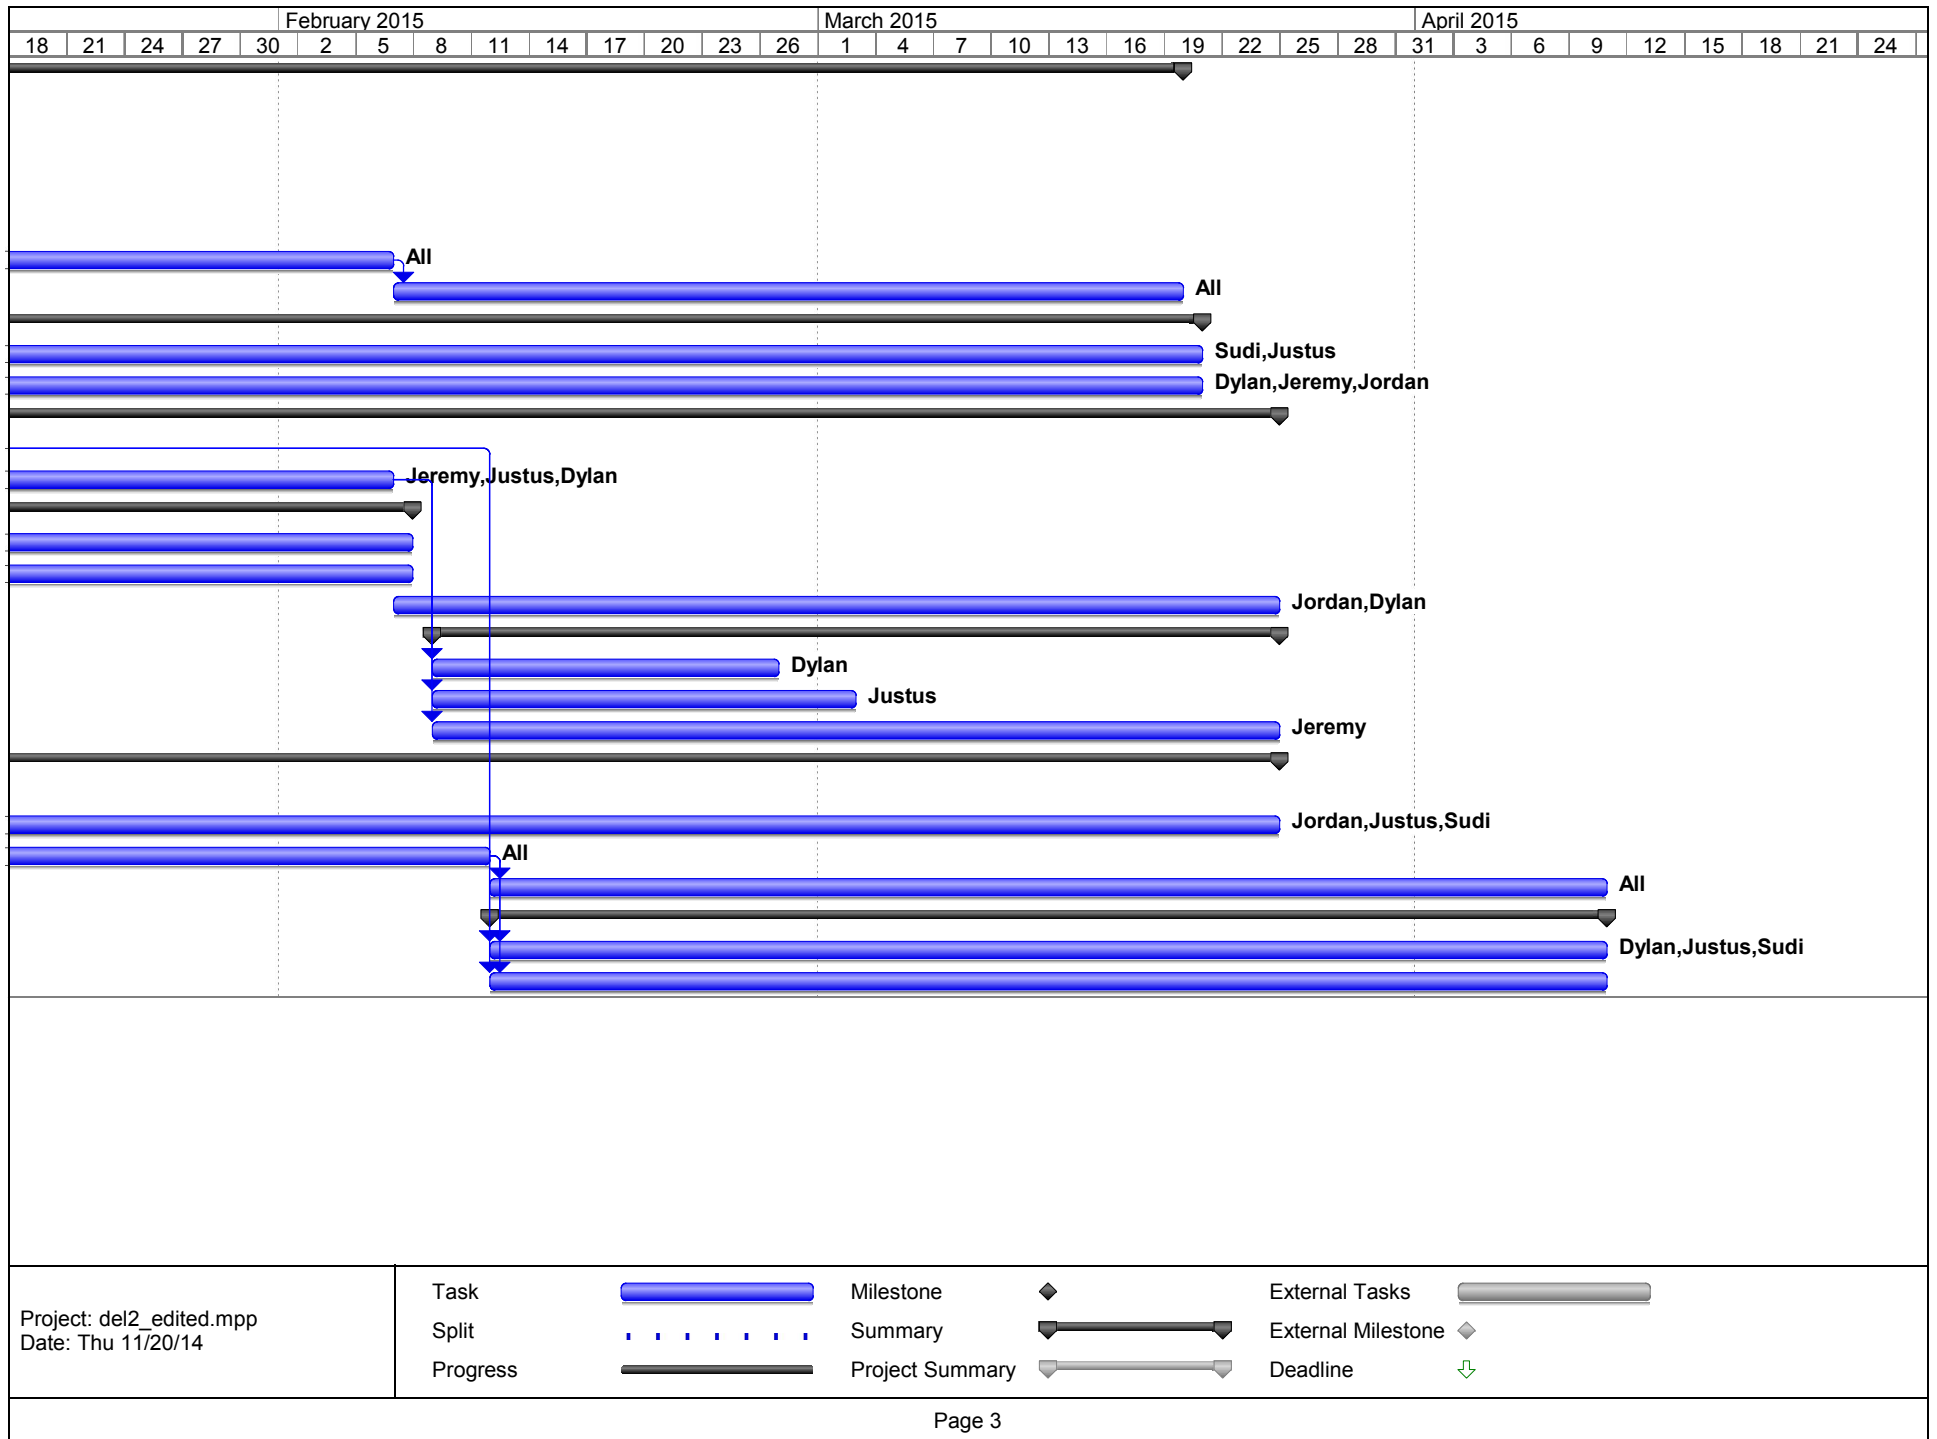 February 2015 March 2015 April 2015
18 21 24 27 30 2 5 8 11 14 17 20 23 26 1 4 7 10 13 16 19 22 25 28 31 3 6 9 12 15 18 21 24
All
All
Sudi,Justus
Dylan,Jeremy,Jordan
Jeremy,Justus,Dylan
Jordan,Dylan
Dylan
Justus
Jeremy
Jordan,Justus,Sudi
All
All
Dylan,Justus,Sudi
Project: del2_edited.mpp
Date: Thu 11/20/14
Task Milestone External Tasks
Split Summary External Milestone
Progress Project Summary Deadline
Page 3